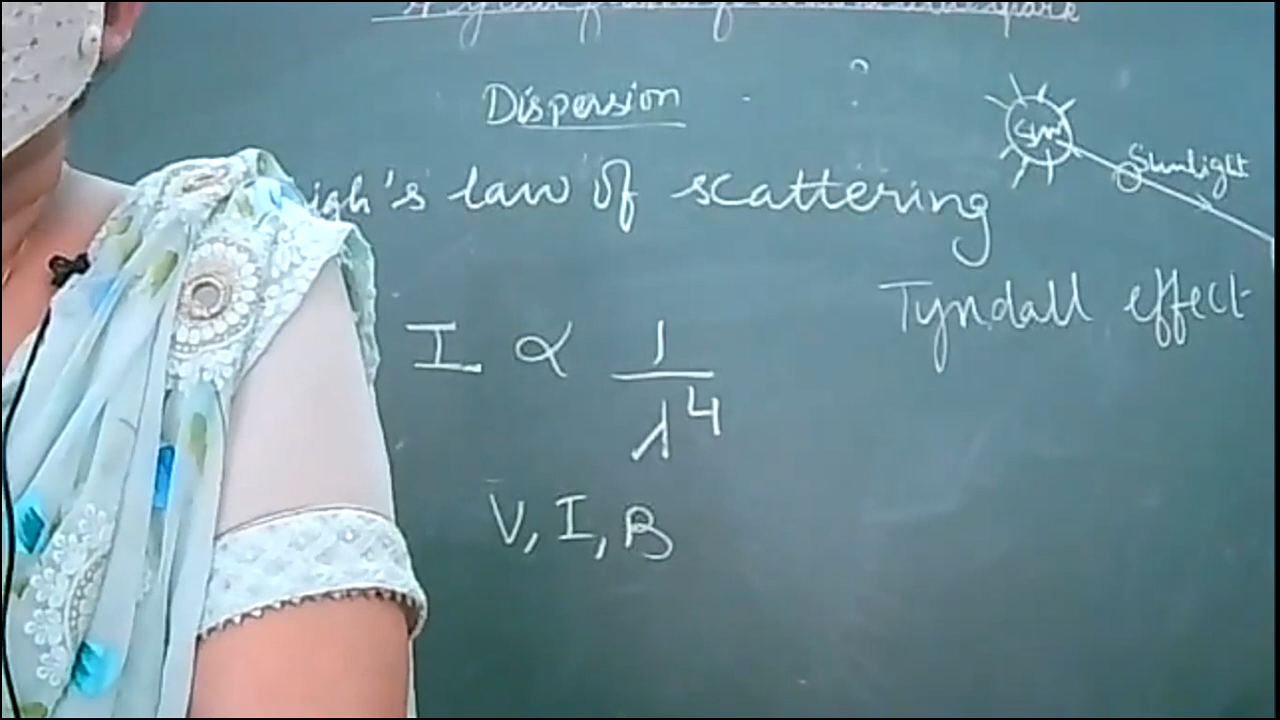 Dispersion
igh's law of scattering
Sun
Sunlight
Tyndall effect
I ∝ 1/λ⁴
V, I, B